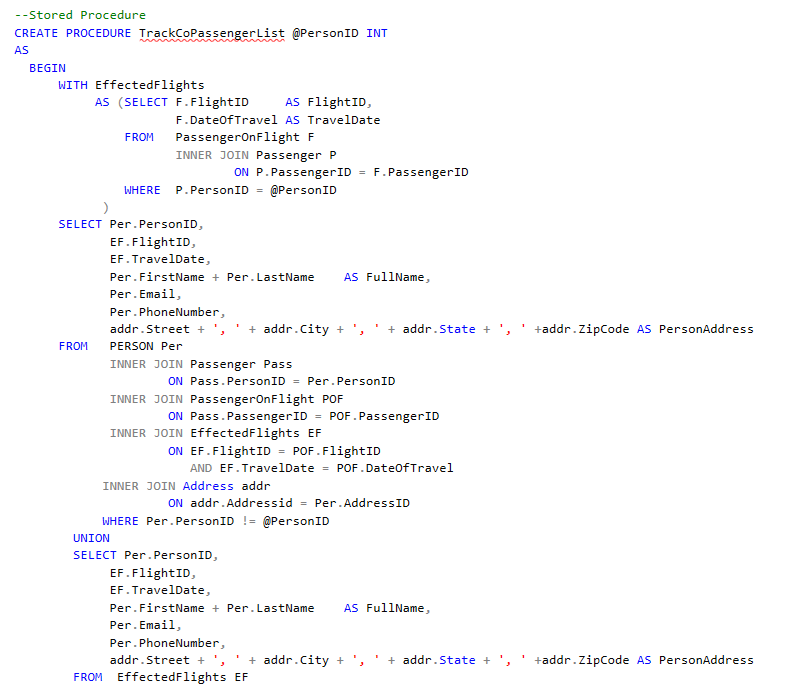 --Stored Procedure
CREATE PROCEDURE TrackCoPassengerList @PersonID INT
AS
BEGIN
WITH EffectedFlights
AS (SELECT F.FlightID AS FlightID,
F.DateOfTravel AS TravelDate
FROM PassengerOnFlight F
INNER JOIN Passenger P
ON P.PassengerID = F.PassengerID
WHERE P.PersonID = @PersonID
)
SELECT Per.PersonID,
EF.FlightID,
EF.TravelDate,
Per.FirstName + Per.LastName AS FullName,
Per.Email,
Per.PhoneNumber,
addr.Street + ', ' + addr.City + ', ' + addr.State + ', ' +addr.ZipCode AS PersonAddress
FROM PERSON Per
INNER JOIN Passenger Pass
ON Pass.PersonID = Per.PersonID
INNER JOIN PassengerOnFlight POF
ON Pass.PassengerID = POF.PassengerID
INNER JOIN EffectedFlights EF
ON EF.FlightID = POF.FlightID
AND EF.TravelDate = POF.DateOfTravel
INNER JOIN Address addr
ON addr.Addressid = Per.AddressID
WHERE Per.PersonID != @PersonID
UNION
SELECT Per.PersonID,
EF.FlightID,
EF.TravelDate,
Per.FirstName + Per.LastName AS FullName,
Per.Email,
Per.PhoneNumber,
addr.Street + ', ' + addr.City + ', ' + addr.State + ', ' +addr.ZipCode AS PersonAddress
FROM EffectedFlights EF